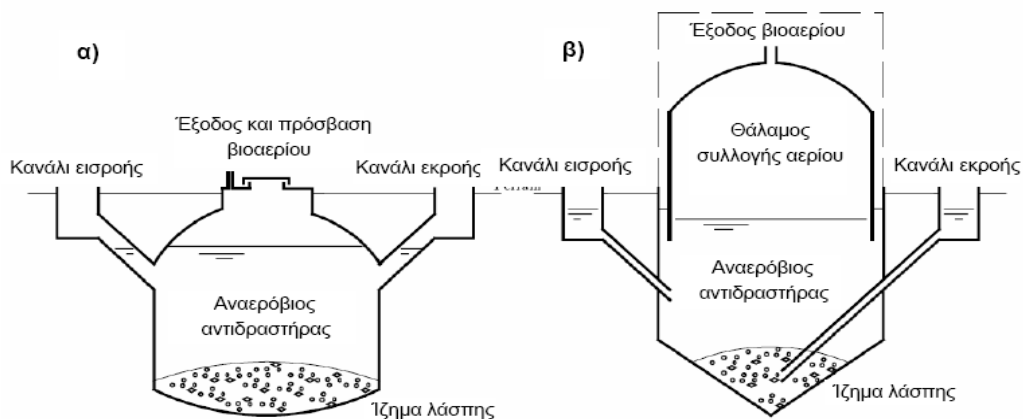 α)
Έξοδος και πρόσβαση
βιοαερίου
Κανάλι εισροής
Κανάλι εκροής
Αναερόβιος
αντιδραστήρας
Ίζημα λάσπης
β)
Έξοδος βιοαερίου
Θάλαμος
συλλογής αερίου
Κανάλι εισροής
Κανάλι εκροής
Αναερόβιος
αντιδραστήρας
Ίζημα λάσπης